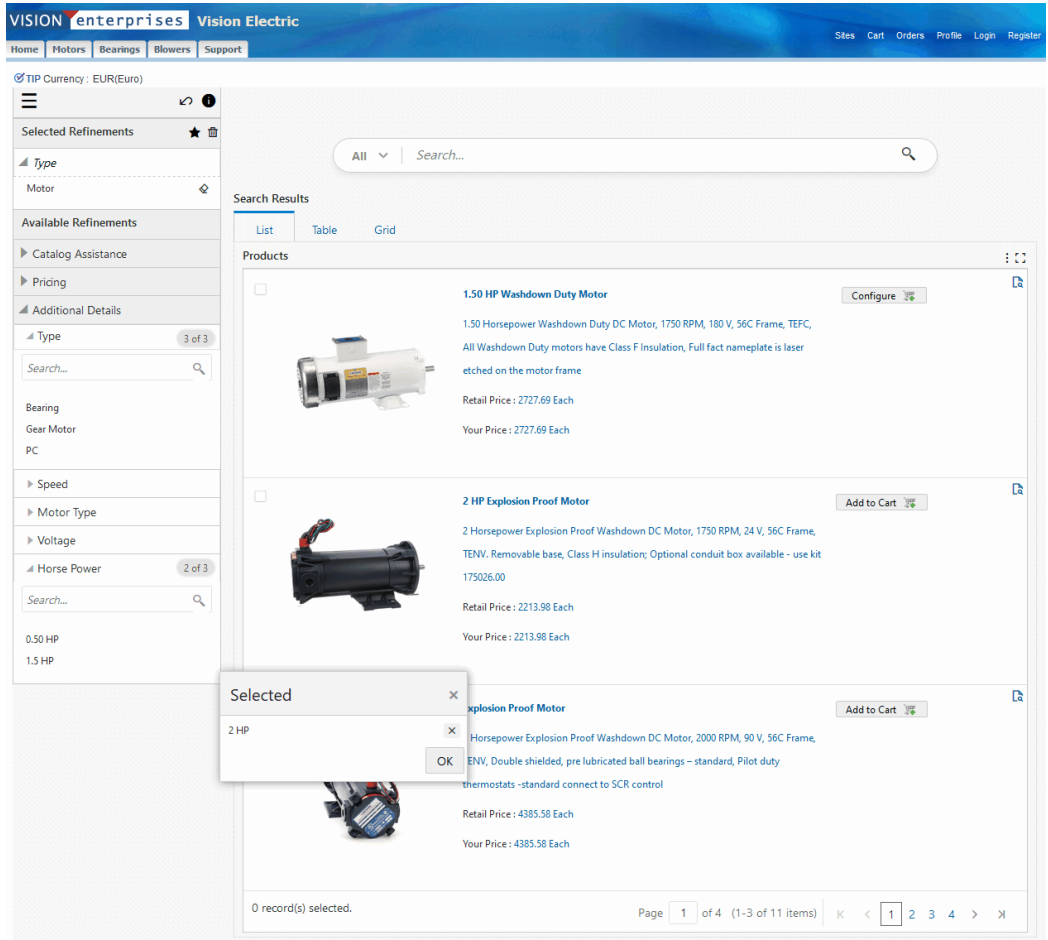 VISION enterprises Vision Electric
Sites Cart Orders Profile Login Register
Home Motors Bearings Blowers Support
TIP Currency : EUR(Euro)
Selected Refinements
Type
Motor
Available Refinements
Catalog Assistance
Pricing
Additional Details
Type 3 of 3
Search...
Bearing
Gear Motor
PC
Speed
Motor Type
Voltage
Horse Power 2 of 3
Search...
0.50 HP
1.5 HP
All Search...
Search Results
List Table Grid
Products
1.50 HP Washdown Duty Motor
Configure
1.50 Horsepower Washdown Duty DC Motor, 1750 RPM, 180 V, 56C Frame, TEFC,
All Washdown Duty motors have Class F Insulation, Full fact nameplate is laser
etched on the motor frame
Retail Price : 2727.69 Each
Your Price : 2727.69 Each
2 HP Explosion Proof Motor
Add to Cart
2 Horsepower Explosion Proof Washdown DC Motor, 1750 RPM, 24 V, 56C Frame,
TENV. Removable base, Class H insulation; Optional conduit box available - use kit
175026.00
Retail Price : 2213.98 Each
Your Price : 2213.98 Each
Selected
2 HP
OK
xplosion Proof Motor
Add to Cart
Horsepower Explosion Proof Washdown DC Motor, 2000 RPM, 90 V, 56C Frame,
ENV, Double shielded, pre lubricated ball bearings – standard, Pilot duty
thermostats -standard connect to SCR control
Retail Price : 4385.58 Each
Your Price : 4385.58 Each
0 record(s) selected.
Page 1 of 4 (1-3 of 11 items) 1 2 3 4